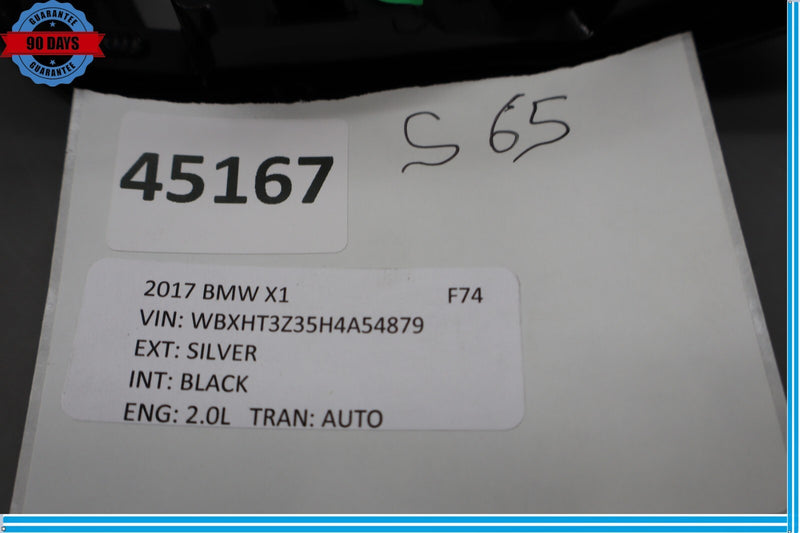 GUARANTEE
90 DAYS
GUARANTEE
S 65
45167
2017 BMW X1 F74
VIN: WBXHT3Z35H4A54879
EXT: SILVER
INT: BLACK
ENG: 2.0L TRAN: AUTO